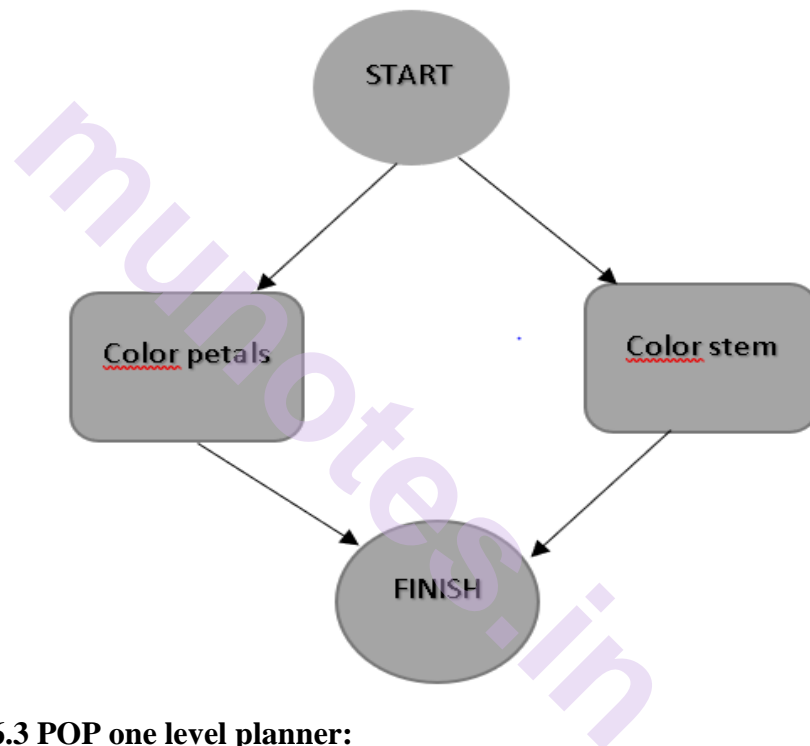 START
Color petals
Color stem
FINISH
munotes.in
6.3 POP one level planner: